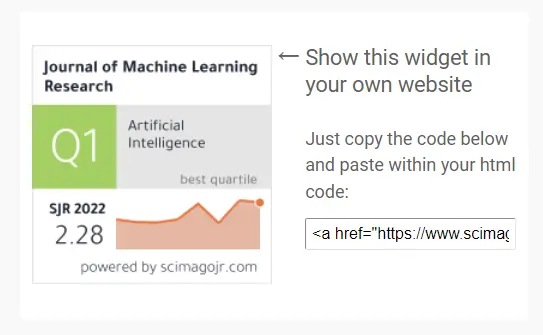 Journal of Machine Learning
Research
Q1
Artificial
Intelligence
best quartile
SJR 2022
2.28
powered by scimagojr.com
← Show this widget in
your own website
Just copy the code below
and paste within your html
code:
<a href="https://www.scimag